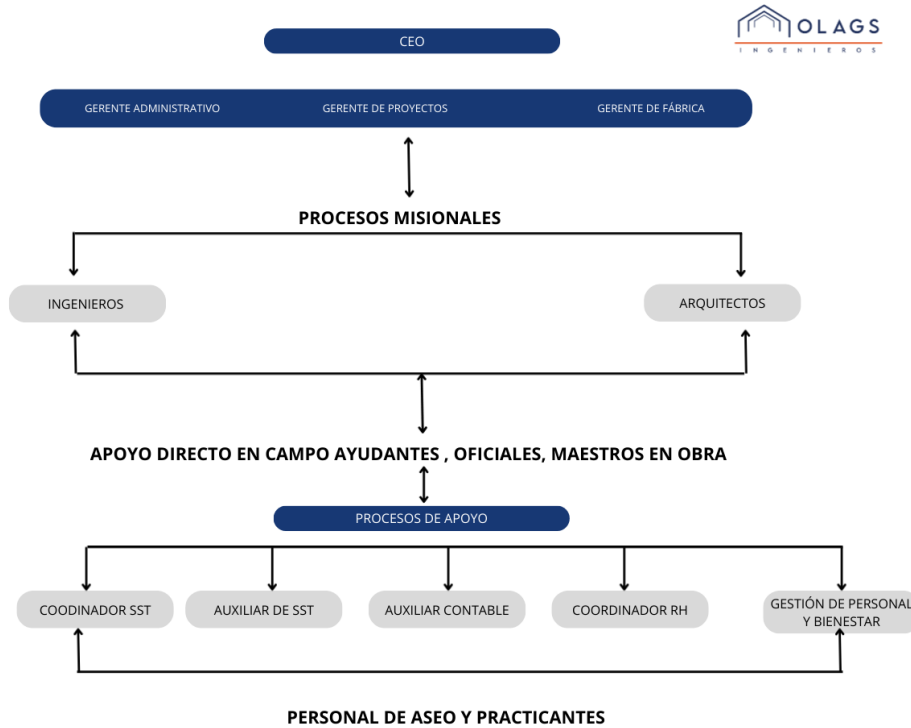 OLAGS
INGENIEROS
CEO
GERENTE ADMINISTRATIVO
GERENTE DE PROYECTOS
GERENTE DE FÁBRICA
PROCESOS MISIONALES
INGENIEROS
ARQUITECTOS
APOYO DIRECTO EN CAMPO AYUDANTES , OFICIALES, MAESTROS EN OBRA
PROCESOS DE APOYO
COODINADOR SST
AUXILIAR DE SST
AUXILIAR CONTABLE
COORDINADOR RH
GESTIÓN DE PERSONAL
Y BIENESTAR
PERSONAL DE ASEO Y PRACTICANTES